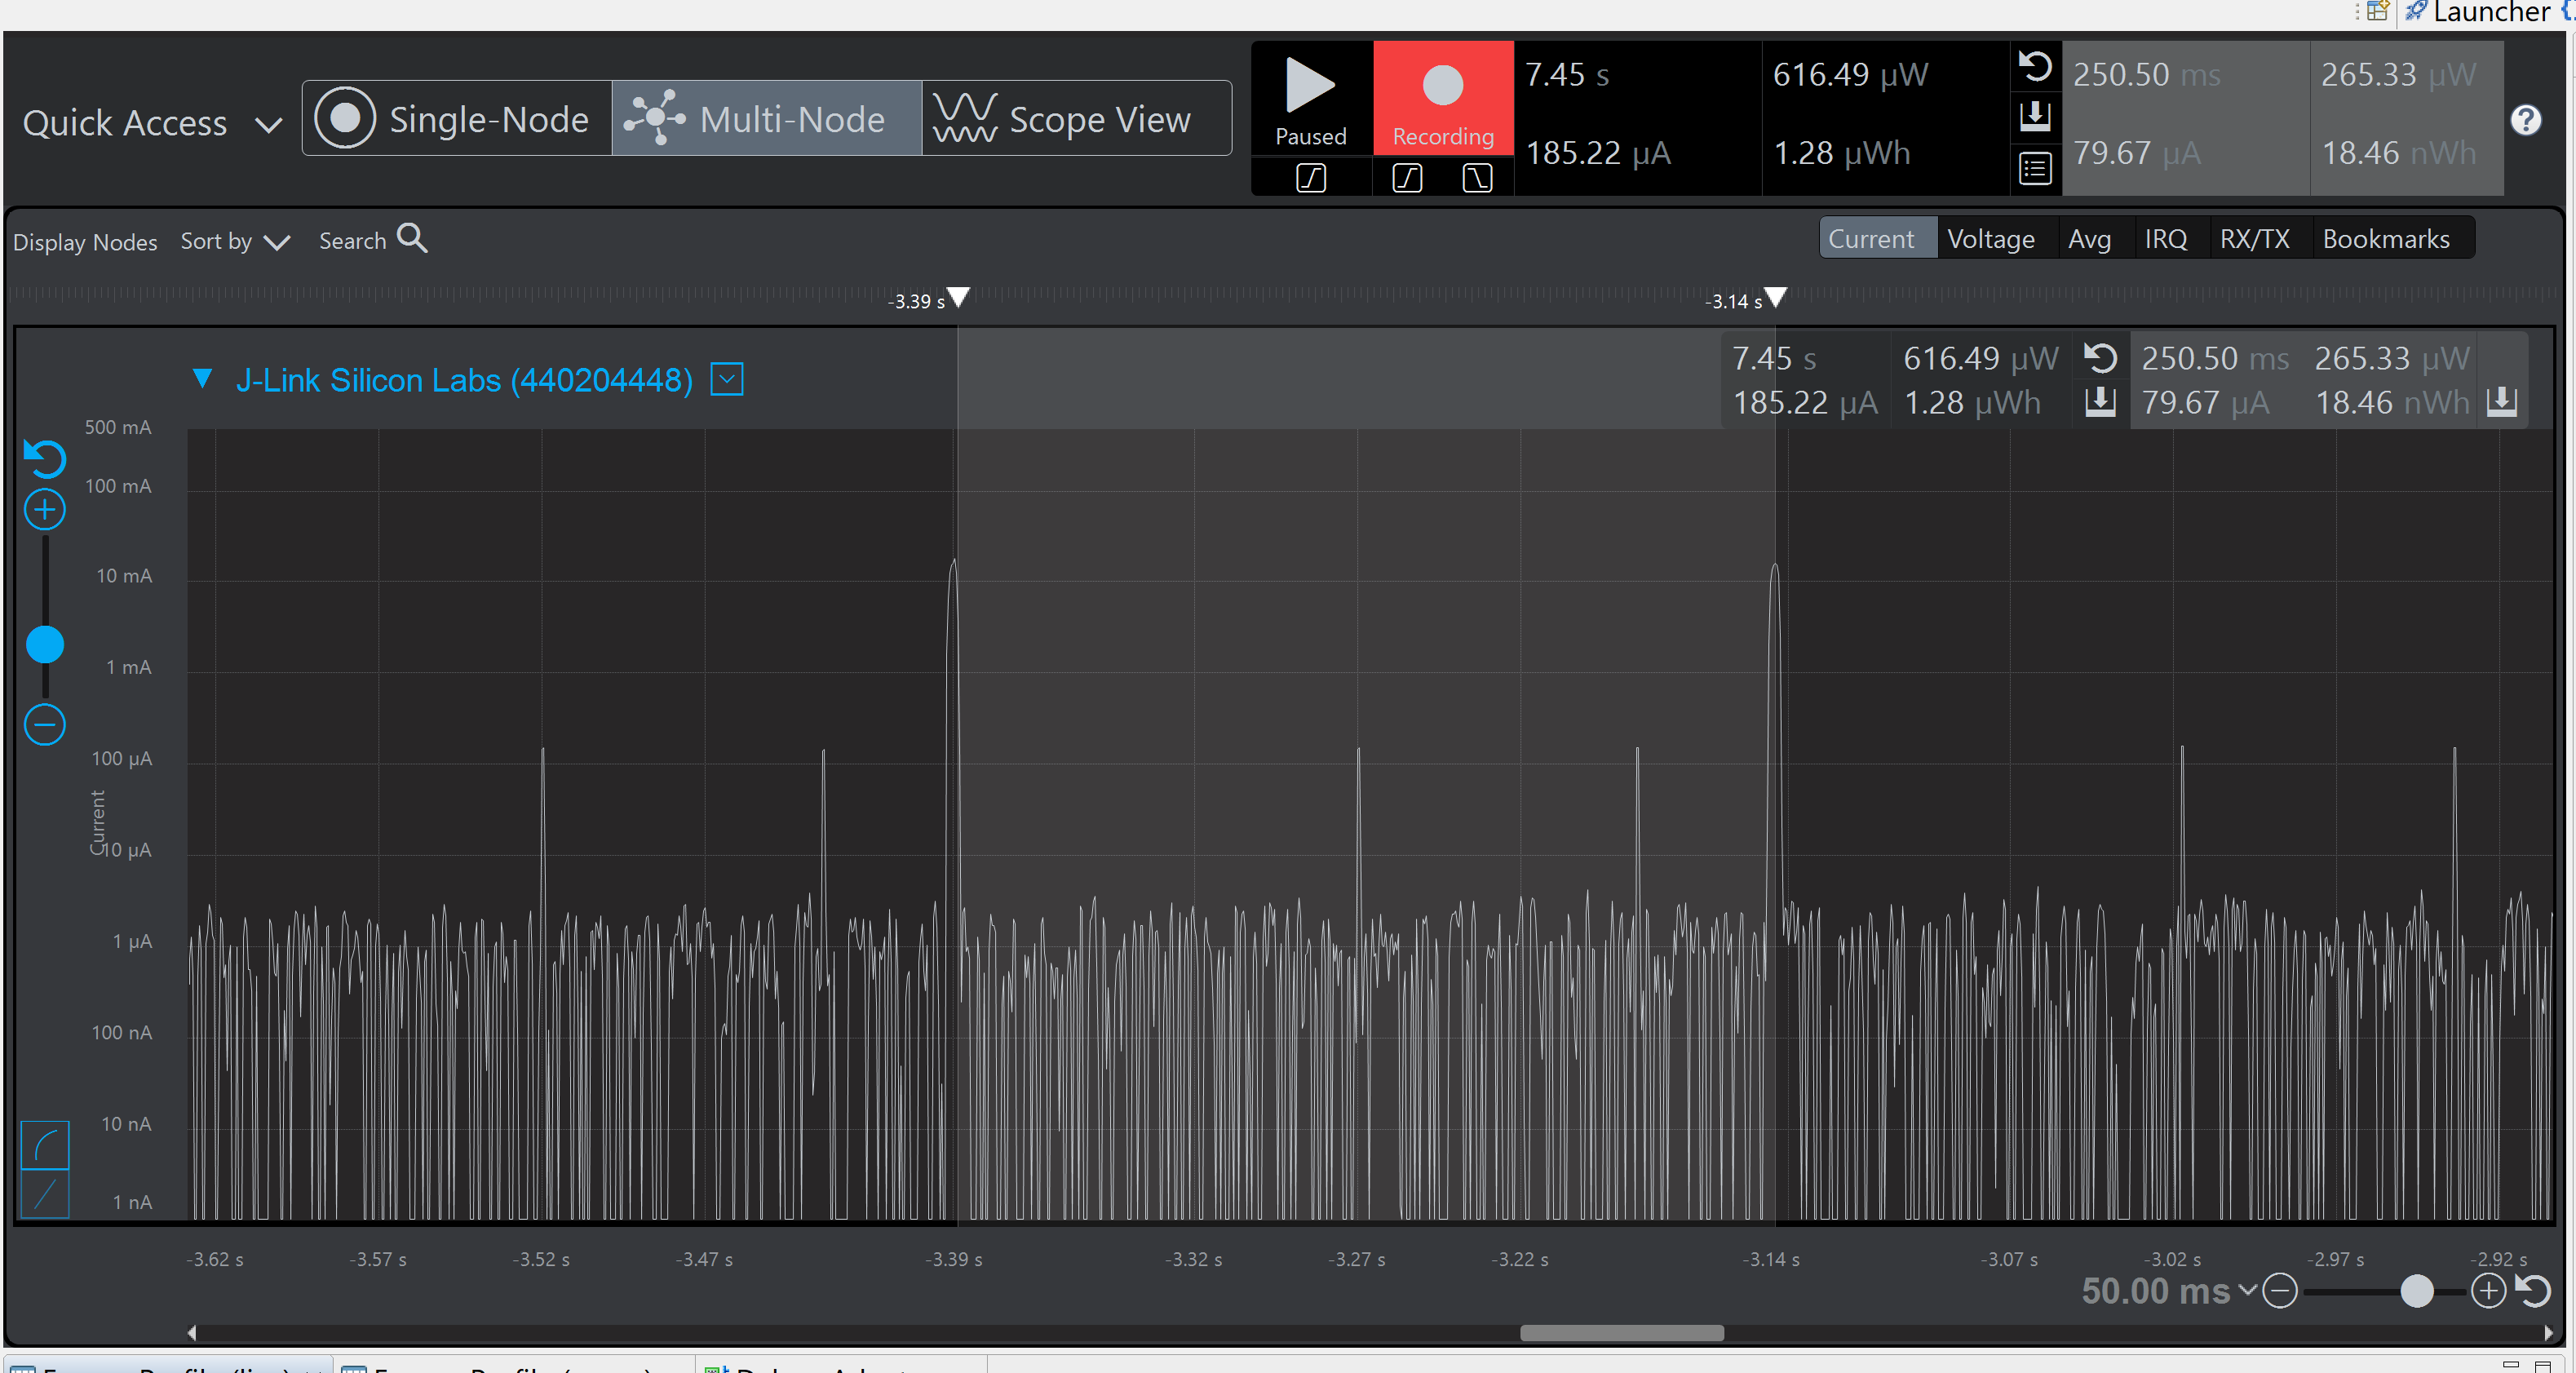 Launcher
Quick Access
Single-Node
Multi-Node
Scope View
Paused
Recording
7.45 s
185.22 µA
616.49 µW
1.28 µWh
250.50 ms
79.67 µA
265.33 µW
18.46 nWh
?
Display Nodes
Sort by
Search
Current
Voltage
Avg
IRQ
RX/TX
Bookmarks
-3.39 s
-3.14 s
J-Link Silicon Labs (440204448)
7.45 s 616.49 µW
185.22 µA 1.28 µWh
250.50 ms 265.33 µW
79.67 µA 18.46 nWh
500 mA
100 mA
10 mA
1 mA
100 µA
10 µA
1 µA
100 nA
10 nA
1 nA
Current
-3.62 s
-3.57 s
-3.52 s
-3.47 s
-3.39 s
-3.32 s
-3.27 s
-3.22 s
-3.14 s
-3.07 s
-3.02 s
-2.97 s
-2.92 s
50.00 ms